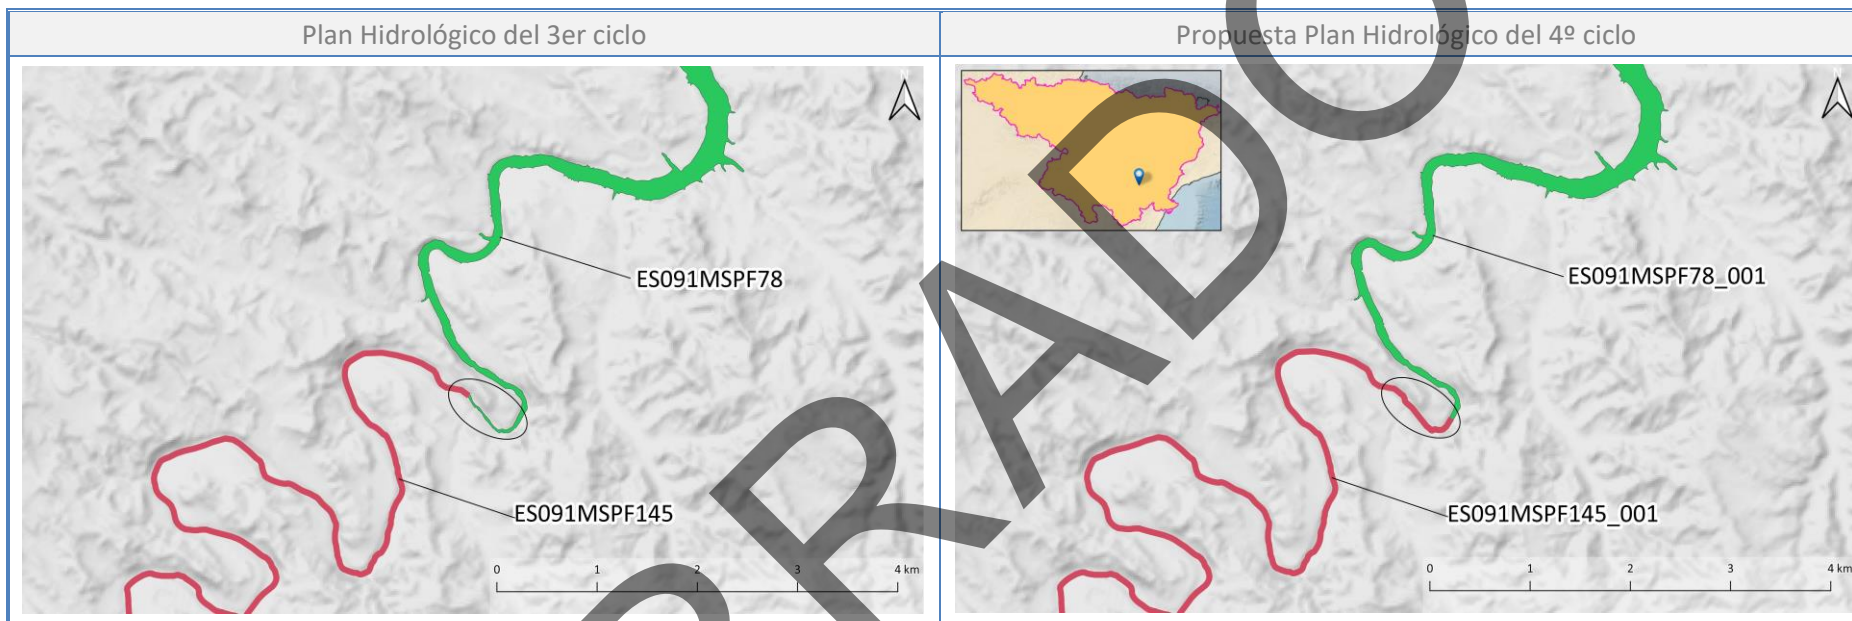 Plan Hidrológico del 3er ciclo
Propuesta Plan Hidrológico del 4º ciclo
ES091MSPF78
ES091MSPF145
0 1 2 3 4 km
ES091MSPF78_001
ES091MSPF145_001
0 1 2 3 4 km
RADO